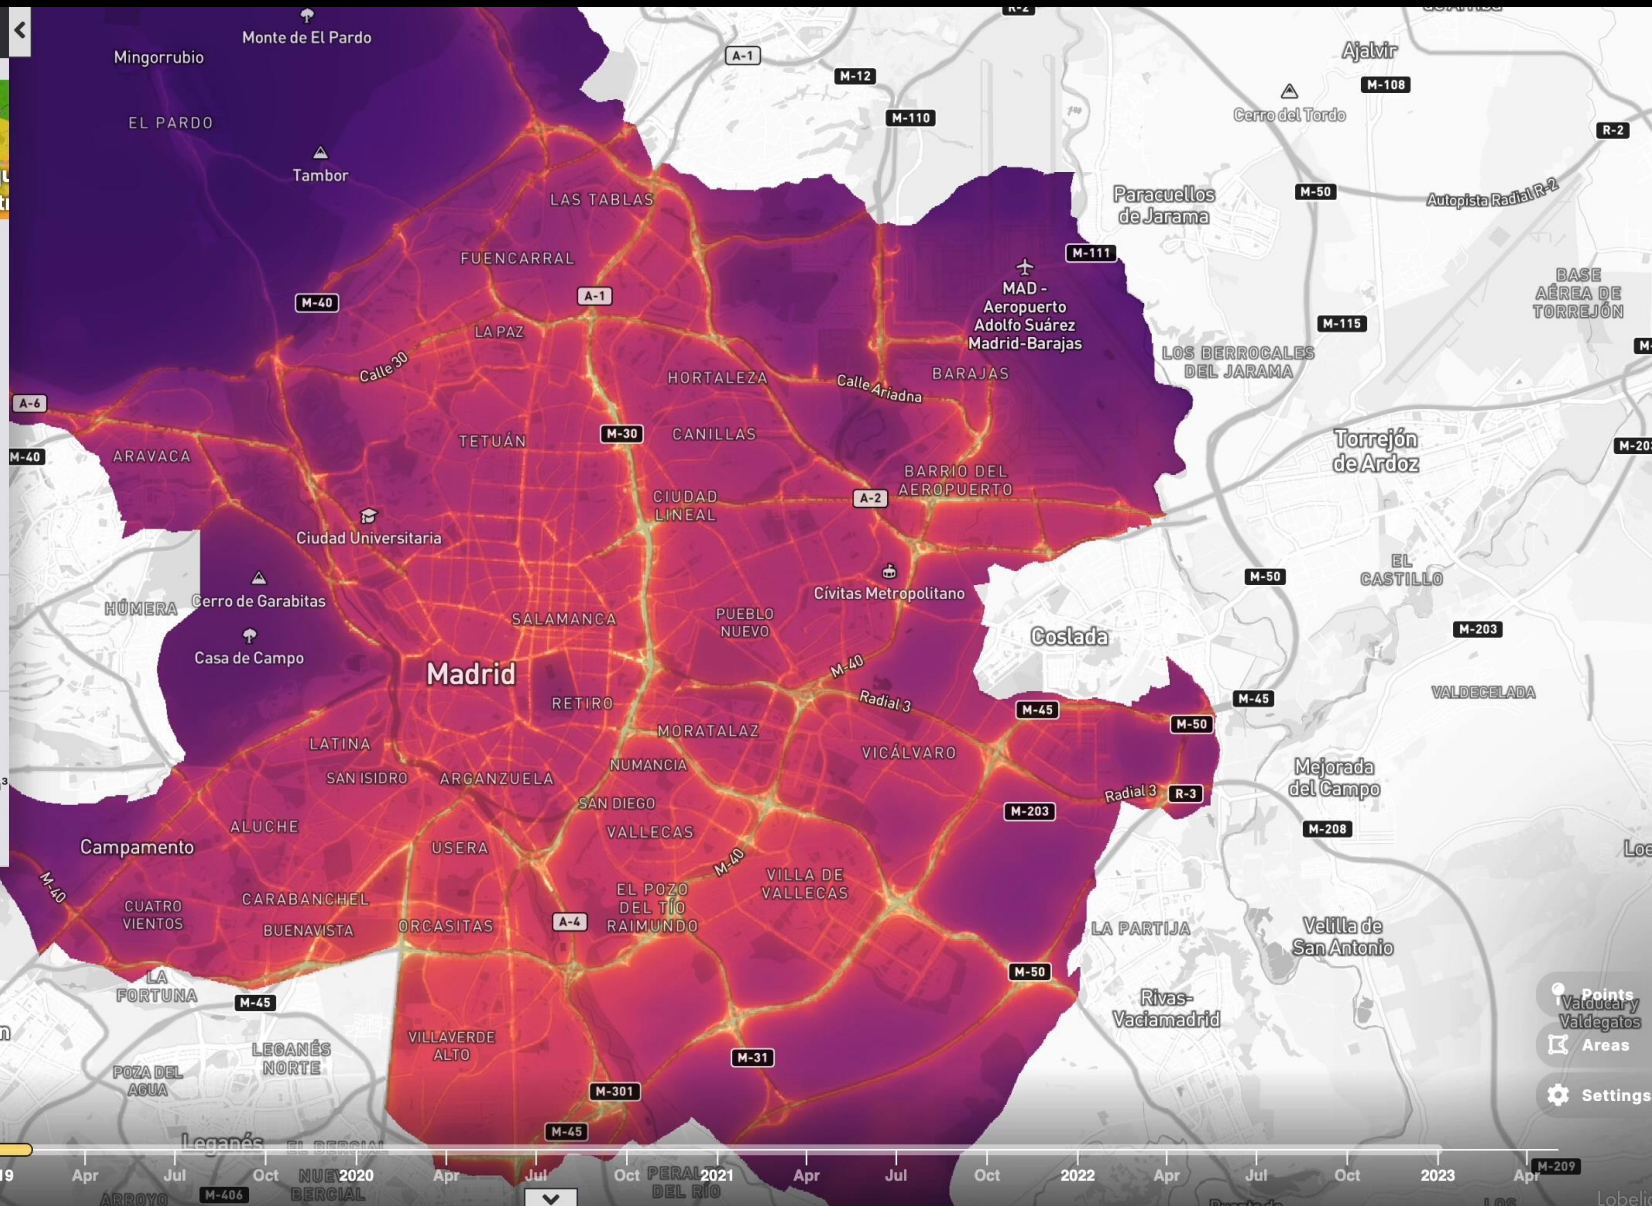 R-2
Monte de El Pardo
Mingorrubio
A-1
Ajalvir
M-12
M-108
EL PARDO
M-110
Cerro del Tordo
R-2
Tambor
LAS TABLAS
Paracuellos
de Jarama
M-50
Autopista Radial R-2
FUENCARRAL
M-111
M-40
A-1
MAD -
Aeropuerto
Adolfo Suárez
Madrid-Barajas
BASE
AÉREA DE
TORREJÓN
LA PAZ
M-115
Calle 30
HORTALEZA
Calle Ariadna
BARAJAS
LOS BERROCALES
DEL JARAMA
A-6
TETUÁN
M-30
CANILLAS
Torrejón
de Ardoz
M-40
ARAVACA
BARRIO DEL
AEROPUERTO
CIUDAD
LINEAL
A-2
Ciudad Universitaria
EL
CASTILLO
M-50
HÚMERA
Cerro de Garabitas
Cívitas Metropolitano
SALAMANCA
PUEBLO
NUEVO
Coslada
M-203
Casa de Campo
Madrid
M-40
RETIRO
Radial 3
M-45
M-45
M-50
VALDECELADA
LATINA
MORATALAZ
VICÁLVARO
SAN ISIDRO
ARGANZUELA
NUMANCIA
Mejorada
del Campo
SAN DIEGO
Radial 3
R-3
M-203
ALUCHE
VALLECAS
M-208
Campamento
USERA
M-40
M-40
VILLA DE
VALLECAS
CUATRO
VIENTOS
CARABANCHEL
EL POZO
DEL TÍO
RAIMUNDO
BUENAVISTA
ORCASITAS
A-4
LA PARTIJA
Velilla de
San Antonio
LA
FORTUNA
M-50
M-45
Rivas-
Vaciamadrid
Points
Valdegatos
Areas
VILLAVERDE
ALTO
LEGANÉS
NORTE
M-31
POZA DEL
AGUA
M-301
Settings
M-45
Leganés
EL BERCIAL
Apr
Jul
Oct
2020
Apr
Jul
Oct
2021
Apr
Jul
Oct
2022
Apr
Jul
Oct
2023
Apr
M-209
BERCIAL
DEL RÍO
M-406
ARROYO